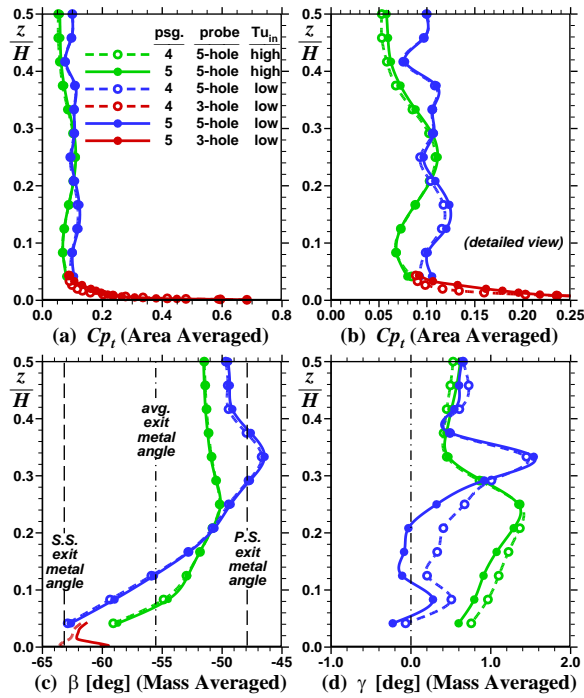 z/H
0.5
0.4
0.3
0.2
0.1
0.0
psg. probe Tu_in
4 5-hole high
5 5-hole high
4 5-hole low
4 3-hole low
5 5-hole low
5 3-hole low
0.0 0.2 0.4 0.6 0.8
(a) Cp_t (Area Averaged)
z/H
0.5
0.4
0.3
0.2
0.1
0.0
(detailed view)
0.00 0.05 0.10 0.15 0.20 0.25
(b) Cp_t (Area Averaged)
z/H
0.5
0.4
0.3
0.2
0.1
0.0
avg.
exit
metal
angle
S.S.
exit
metal
angle
P.S.
exit
metal
angle
-65 -60 -55 -50 -45
(c) β [deg] (Mass Averaged)
z/H
0.5
0.4
0.3
0.2
0.1
0.0
-1.0 0.0 1.0 2.0
(d) γ [deg] (Mass Averaged)